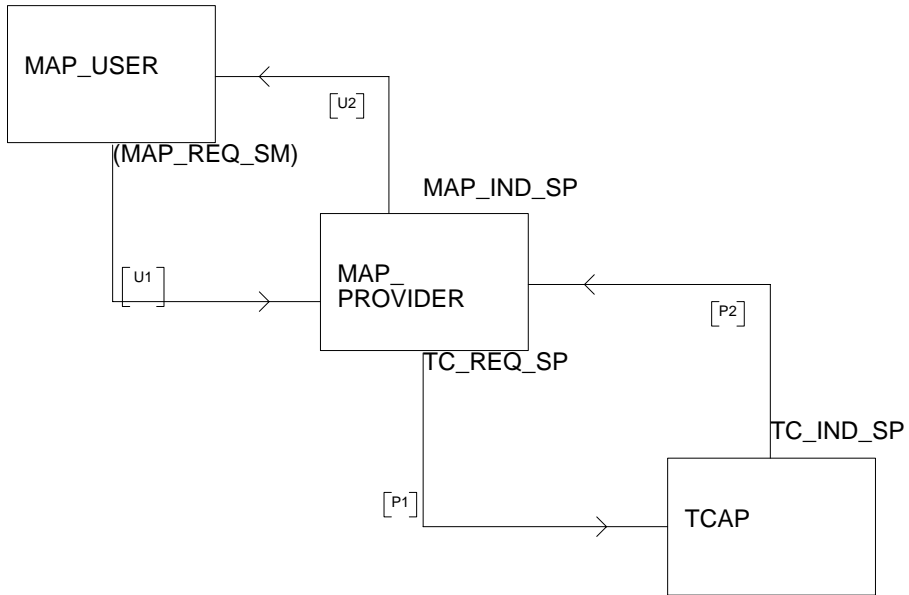 MAP_USER
[U2]
(MAP_REQ_SM)
MAP_IND_SP
[U1]
MAP_
PROVIDER
[P2]
TC_REQ_SP
TC_IND_SP
[P1]
TCAP